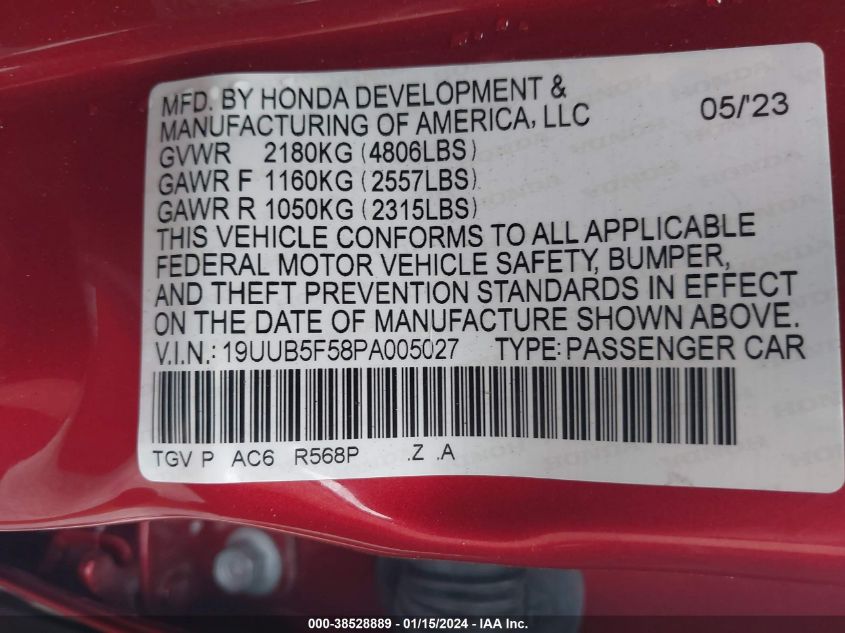 MFD. BY HONDA DEVELOPMENT &
MANUFACTURING OF AMERICA, LLC 05/'23
GVWR 2180KG (4806LBS)
GAWR F 1160KG (2557LBS)
GAWR R 1050KG (2315LBS)
THIS VEHICLE CONFORMS TO ALL APPLICABLE
FEDERAL MOTOR VEHICLE SAFETY, BUMPER,
AND THEFT PREVENTION STANDARDS IN EFFECT
ON THE DATE OF MANUFACTURE SHOWN ABOVE.
V.I.N.: 19UUB5F58PA005027 TYPE: PASSENGER CAR
TGV P AC6 R568P .Z .A
000-38528889 / 01/15/2024 / IAA Inc.